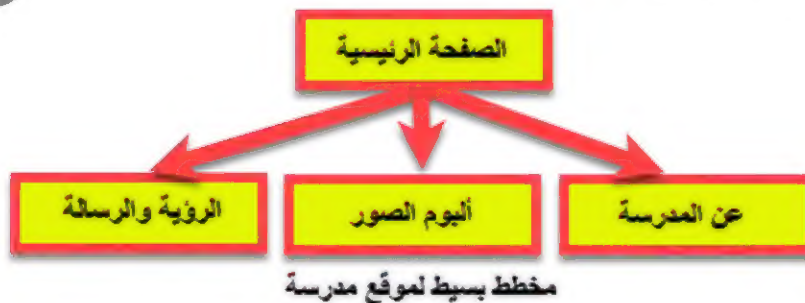 الصفحة الرئيسية
عن المدرسة
ألبوم الصور
الرؤية والرسالة
مخطط بسيط لموقع مدرسة